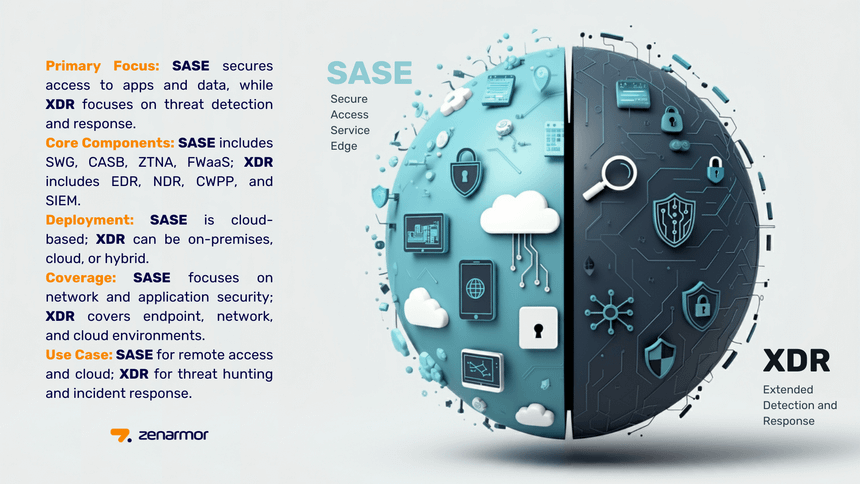 Primary Focus: SASE secures
access to apps and data, while
XDR focuses on threat detection
and response.
Core Components: SASE includes
SWG, CASB, ZTNA, FWaaS; XDR
includes EDR, NDR, CWPP, and
SIEM.
Deployment: SASE is cloud-
based; XDR can be on-premises,
cloud, or hybrid.
Coverage: SASE focuses on
network and application security;
XDR covers endpoint, network,
and cloud environments.
Use Case: SASE for remote access
and cloud; XDR for threat hunting
and incident response.
zenarmor
SASE
Secure
Access
Service
Edge
XDR
Extended
Detection and
Response